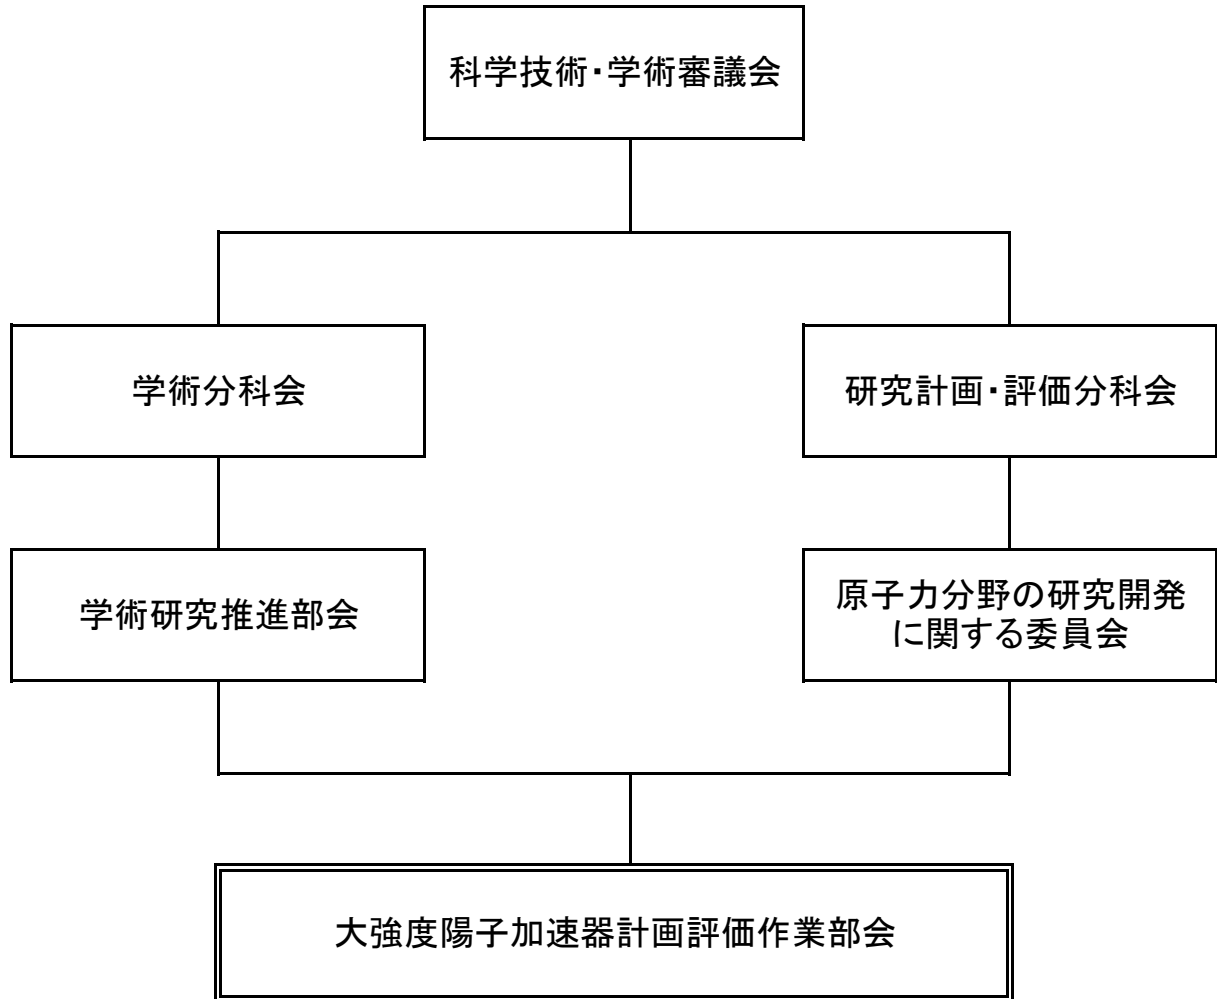 科学技術・学術審議会
学術分科会
研究計画・評価分科会
学術研究推進部会
原子力分野の研究開発
に関する委員会
大強度陽子加速器計画評価作業部会